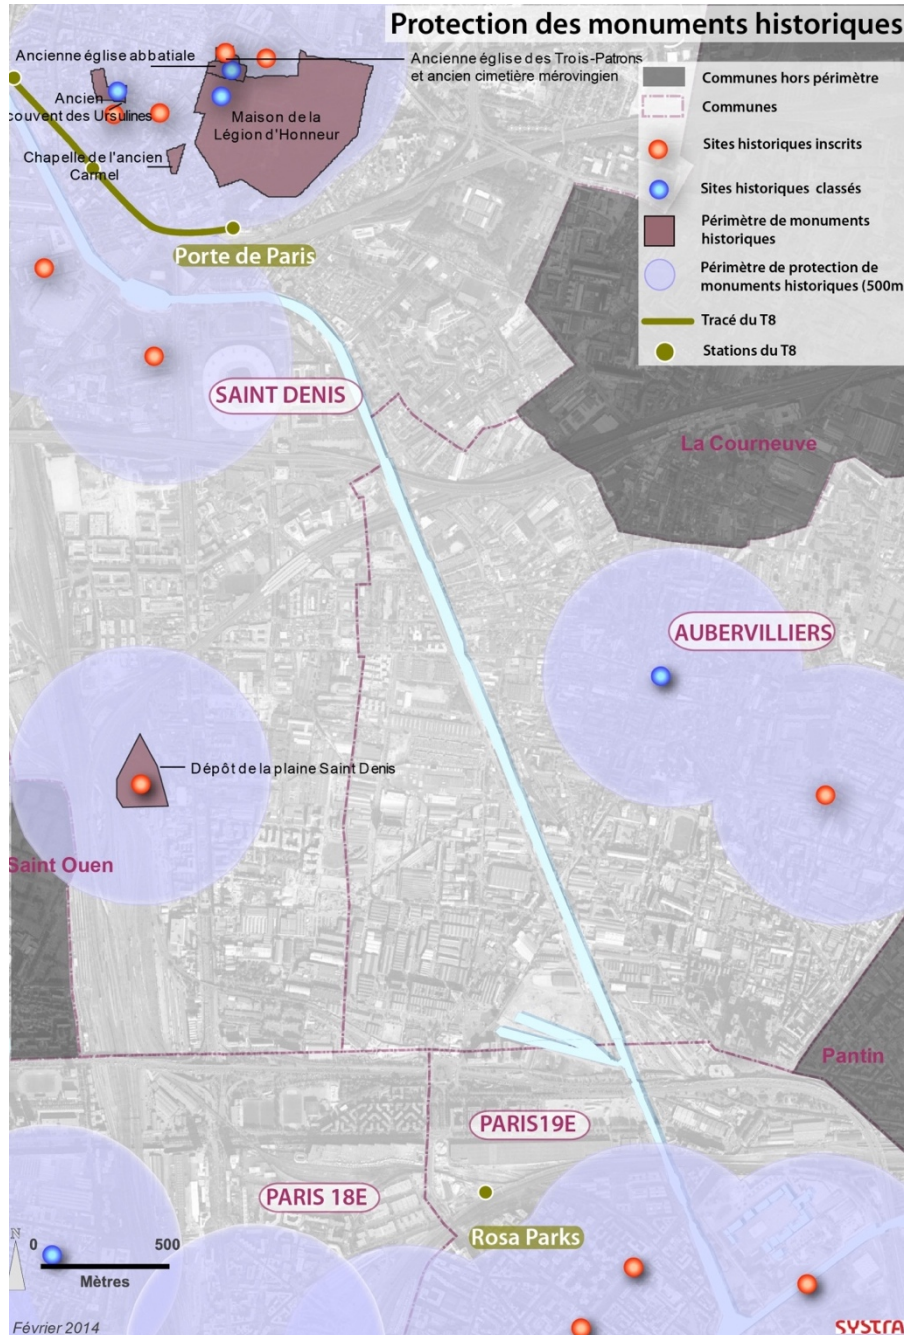 Protection des monuments historiques
Ancienne église abbatiale
Ancienne église des Trois-Patrons
et ancien cimetière mérovingien
Ancien
couvent des Ursulines
Maison de la
Légion d'Honneur
Chapelle de l'ancien
Carmel
Porte de Paris
Communes hors périmètre
Communes
Sites historiques inscrits
Sites historiques classés
Périmètre de monuments
historiques
Périmètre de protection de
monuments historiques (500m
Tracé du T8
Stations du T8
SAINT DENIS
La Courneuve
AUBERVILLIERS
Dépôt de la plaine Saint Denis
Saint Ouen
Pantin
PARIS19E
PARIS 18E
Rosa Parks
N
0 500
Mètres
Février 2014
SYSTRA